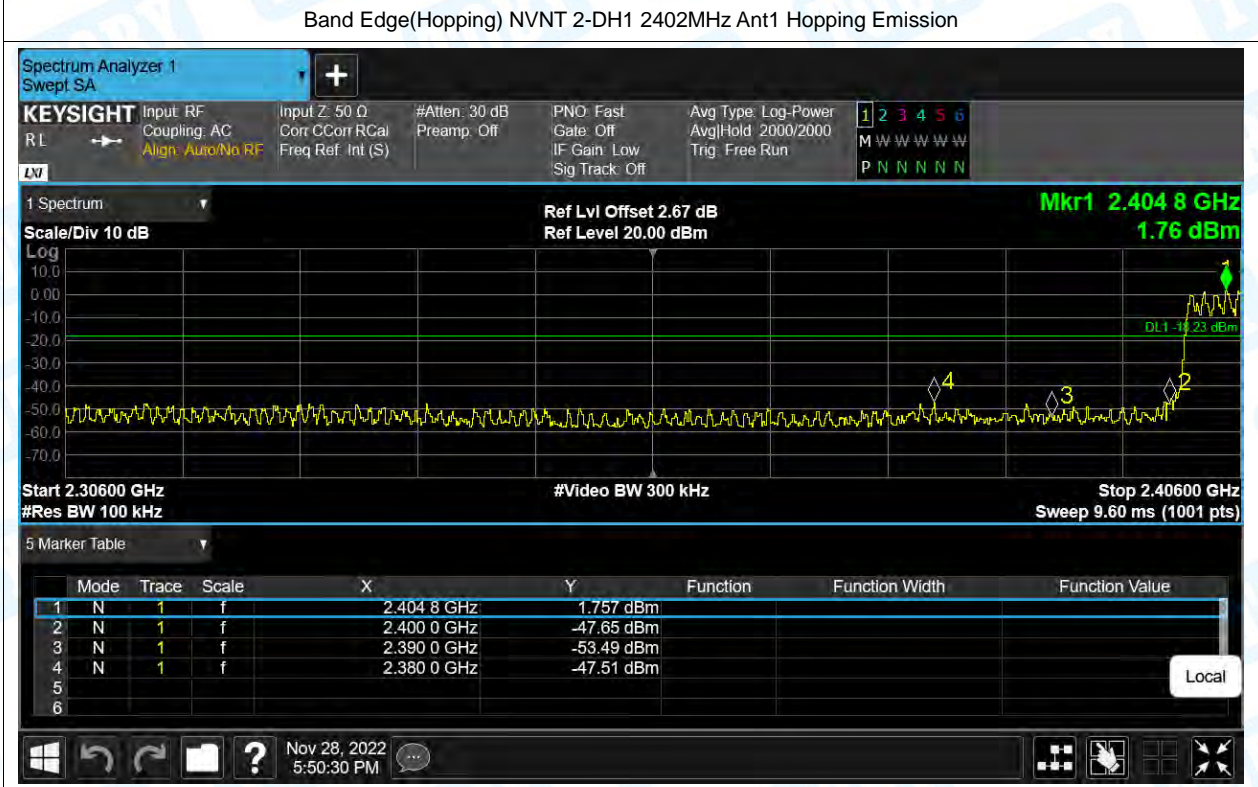 Band Edge(Hopping) NVNT 2-DH1 2402MHz Ant1 Hopping Emission
Spectrum Analyzer 1
Swept SA
+
KEYSIGHT Input: RF Input Z: 50 Ω #Atten: 30 dB PNO: Fast Avg Type: Log-Power 1 2 3 4 5 6
R L Coupling: AC Corr CCorr RCal Preamp: Off Gate: Off Avg|Hold: 2000/2000 M W W W W W
Align: Auto/No RF Freq Ref: Int (S) IF Gain: Low Trig: Free Run
LXI Sig Track: Off P N N N N N
1 Spectrum Ref Lvl Offset 2.67 dB Mkr1 2.404 8 GHz
Scale/Div 10 dB Ref Level 20.00 dBm 1.76 dBm
Log
10.0 1
0.00
-10.0
DL1 -18.23 dBm
-20.0
-30.0
-40.0 4 3 2
-50.0
-60.0
-70.0
Start 2.30600 GHz #Video BW 300 kHz Stop 2.40600 GHz
#Res BW 100 kHz Sweep 9.60 ms (1001 pts)
5 Marker Table
Mode Trace Scale X Y Function Function Width Function Value
1 N 1 f 2.404 8 GHz 1.757 dBm
2 N 1 f 2.400 0 GHz -47.65 dBm
3 N 1 f 2.390 0 GHz -53.49 dBm
4 N 1 f 2.380 0 GHz -47.51 dBm
5
6
Local
? Nov 28, 2022
5:50:30 PM